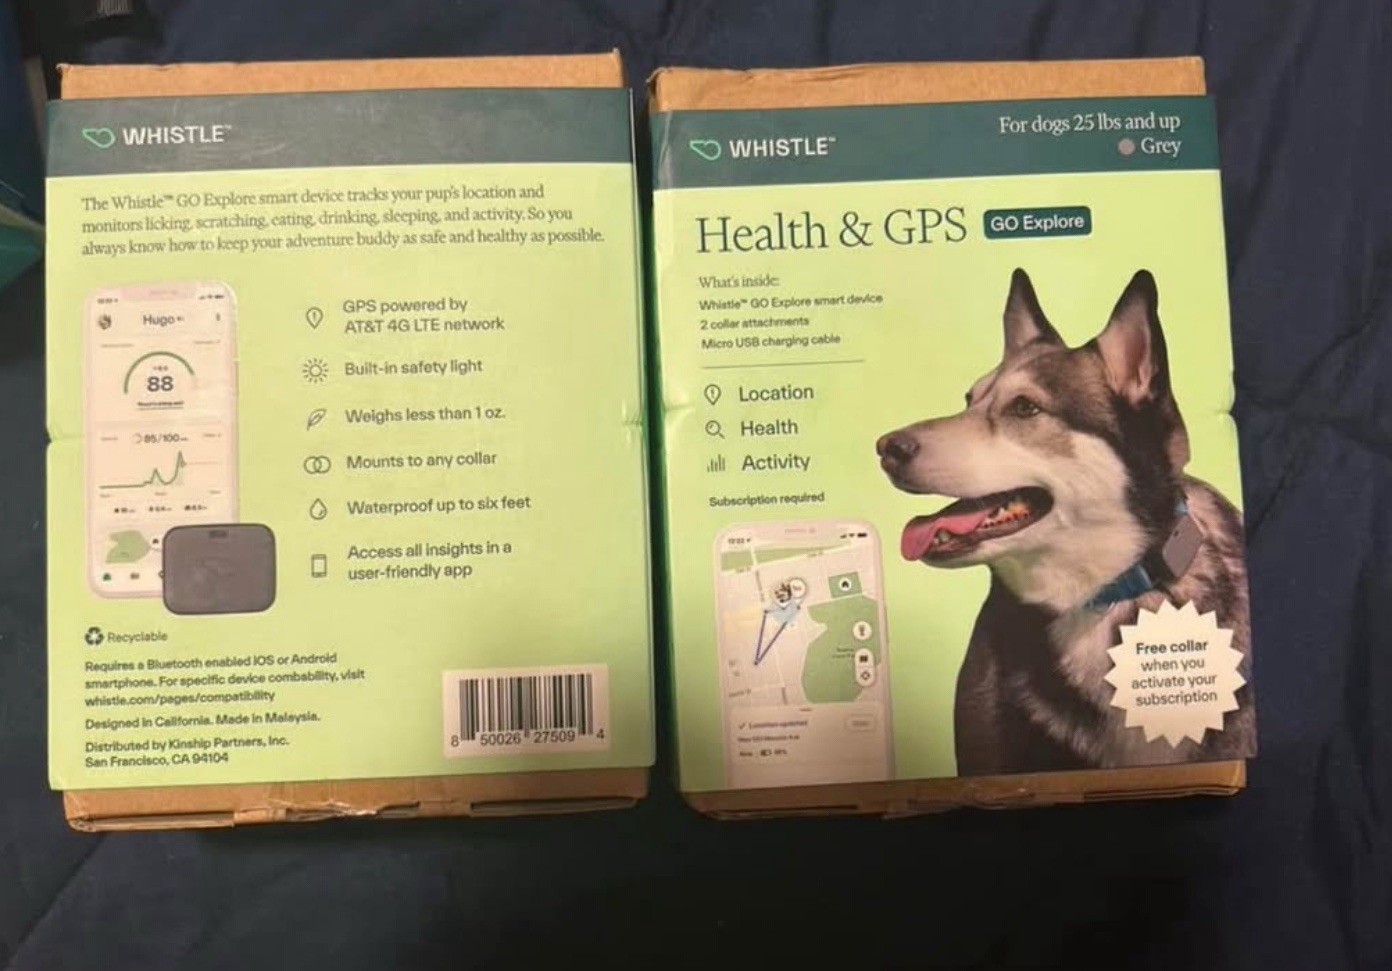 WHISTLE™
The Whistle™ GO Explore smart device tracks your pup's location and
monitors licking, scratching, eating, drinking, sleeping, and activity. So you
always know how to keep your adventure buddy as safe and healthy as possible.
Hugo
88
85/100
GPS powered by
AT&T 4G LTE network
Built-in safety light
Weighs less than 1 oz.
Mounts to any collar
Waterproof up to six feet
Access all insights in a
user-friendly app
Recyclable
Requires a Bluetooth enabled iOS or Android
smartphone. For specific device combability, visit
whistle.com/pages/compatibility
Designed in California. Made in Malaysia.
Distributed by Kinship Partners, Inc.
San Francisco, CA 94104
8 50026 27509 4
WHISTLE™
For dogs 25 lbs and up
Grey
Health & GPS GO Explore
What's inside:
Whistle™ GO Explore smart device
2 collar attachments
Micro USB charging cable
Location
Health
Activity
Subscription required
Location updated
Free collar
when you
activate your
subscription